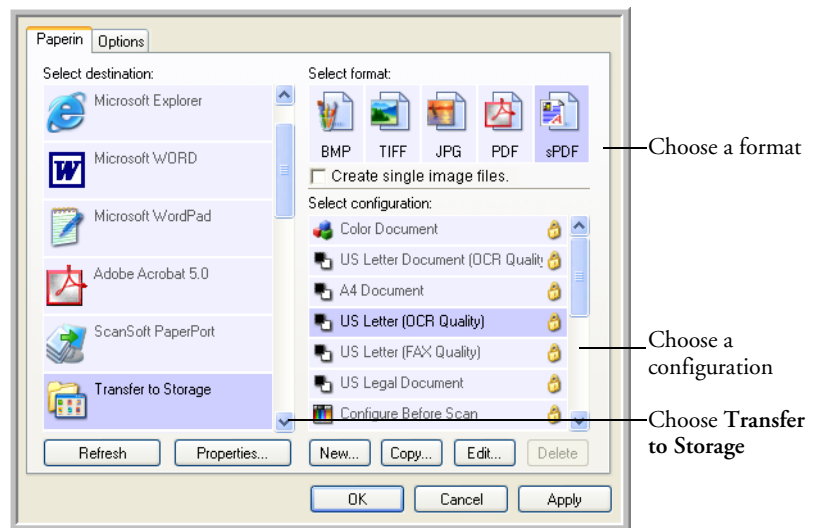 Paperin
Options
Select destination:
Microsoft Explorer
Microsoft WORD
Microsoft WordPad
Adobe Acrobat 5.0
ScanSoft PaperPort
Transfer to Storage
Refresh
Properties...
Select format:
BMP
TIFF
JPG
PDF
sPDF
Create single image files.
Select configuration:
Color Document
US Letter Document (OCR Quality
A4 Document
US Letter (OCR Quality)
US Letter (FAX Quality)
US Legal Document
Configure Before Scan
New...
Copy...
Edit...
Delete
OK
Cancel
Apply
Choose a format
Choose a
configuration
Choose Transfer
to Storage